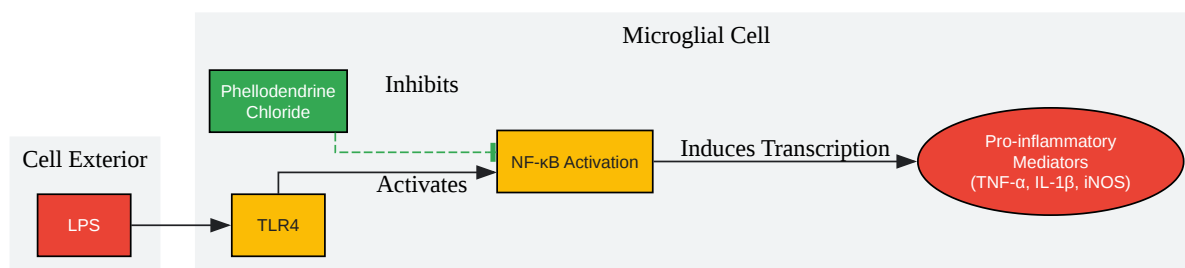 Microglial Cell
Phellodendrine
Chloride
Inhibits
Cell Exterior
LPS
TLR4
Activates
NF-κB Activation
Induces Transcription
Pro-inflammatory
Mediators
(TNF-α, IL-1β, iNOS)